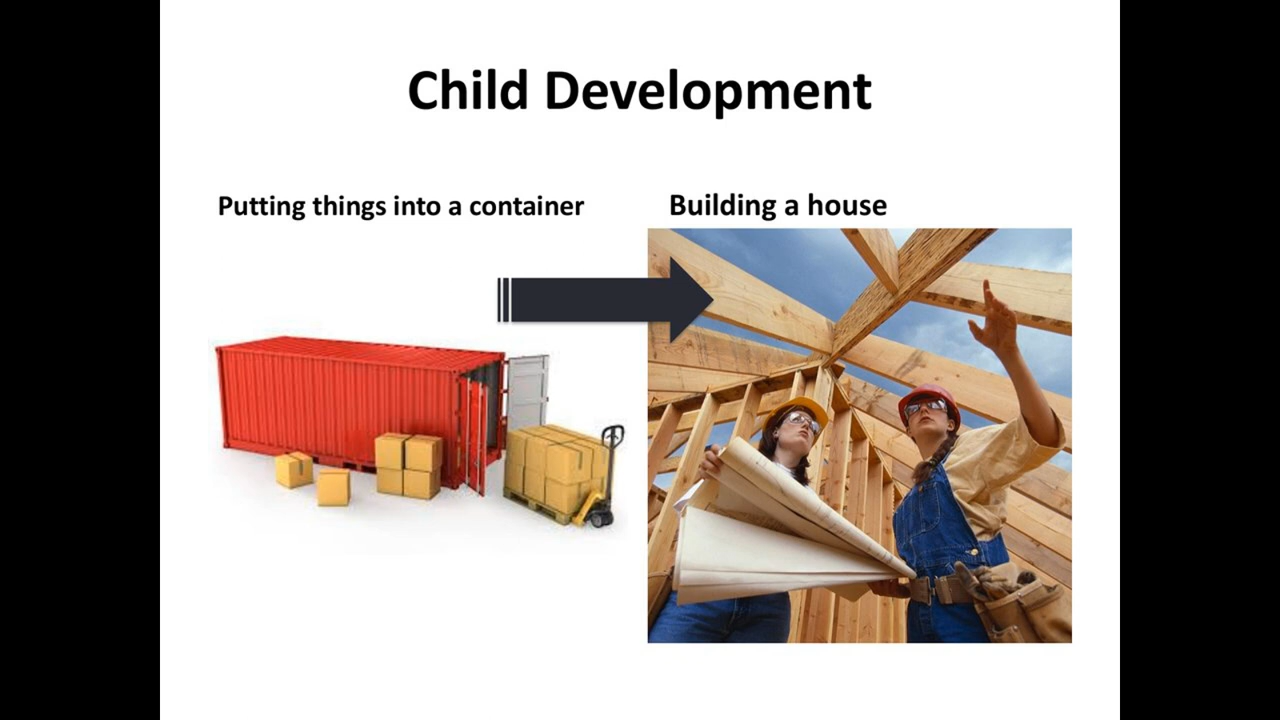 Child Development
Putting things into a container
Building a house